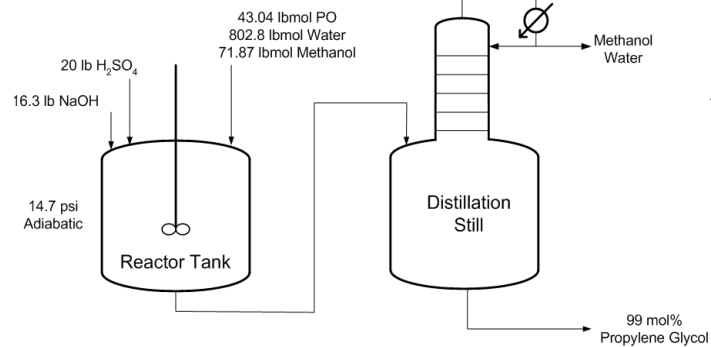 43.04 lbmol PO
802.8 lbmol Water
71.87 lbmol Methanol
20 lb H₂SO₄
16.3 lb NaOH
Methanol
Water
14.7 psi
Adiabatic
Reactor Tank
Distillation
Still
99 mol%
Propylene Glycol